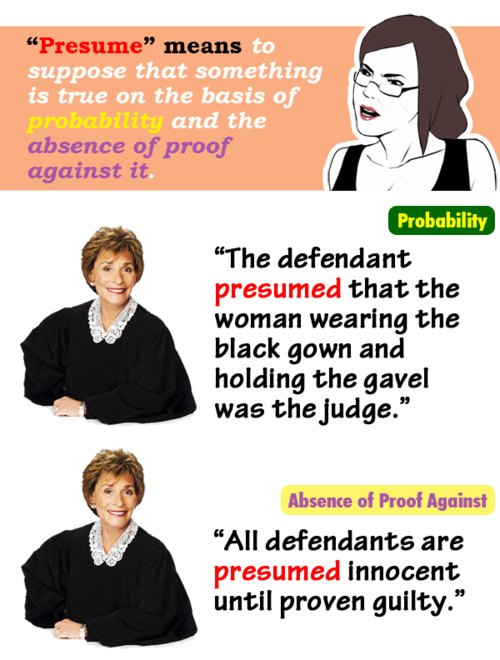 “Presume” means to
suppose that something
is true on the basis of
probability and the
absence of proof
against it.
Probability
“The defendant
presumed that the
woman wearing the
black gown and
holding the gavel
was the judge.”
Absence of Proof Against
“All defendants are
presumed innocent
until proven guilty.”